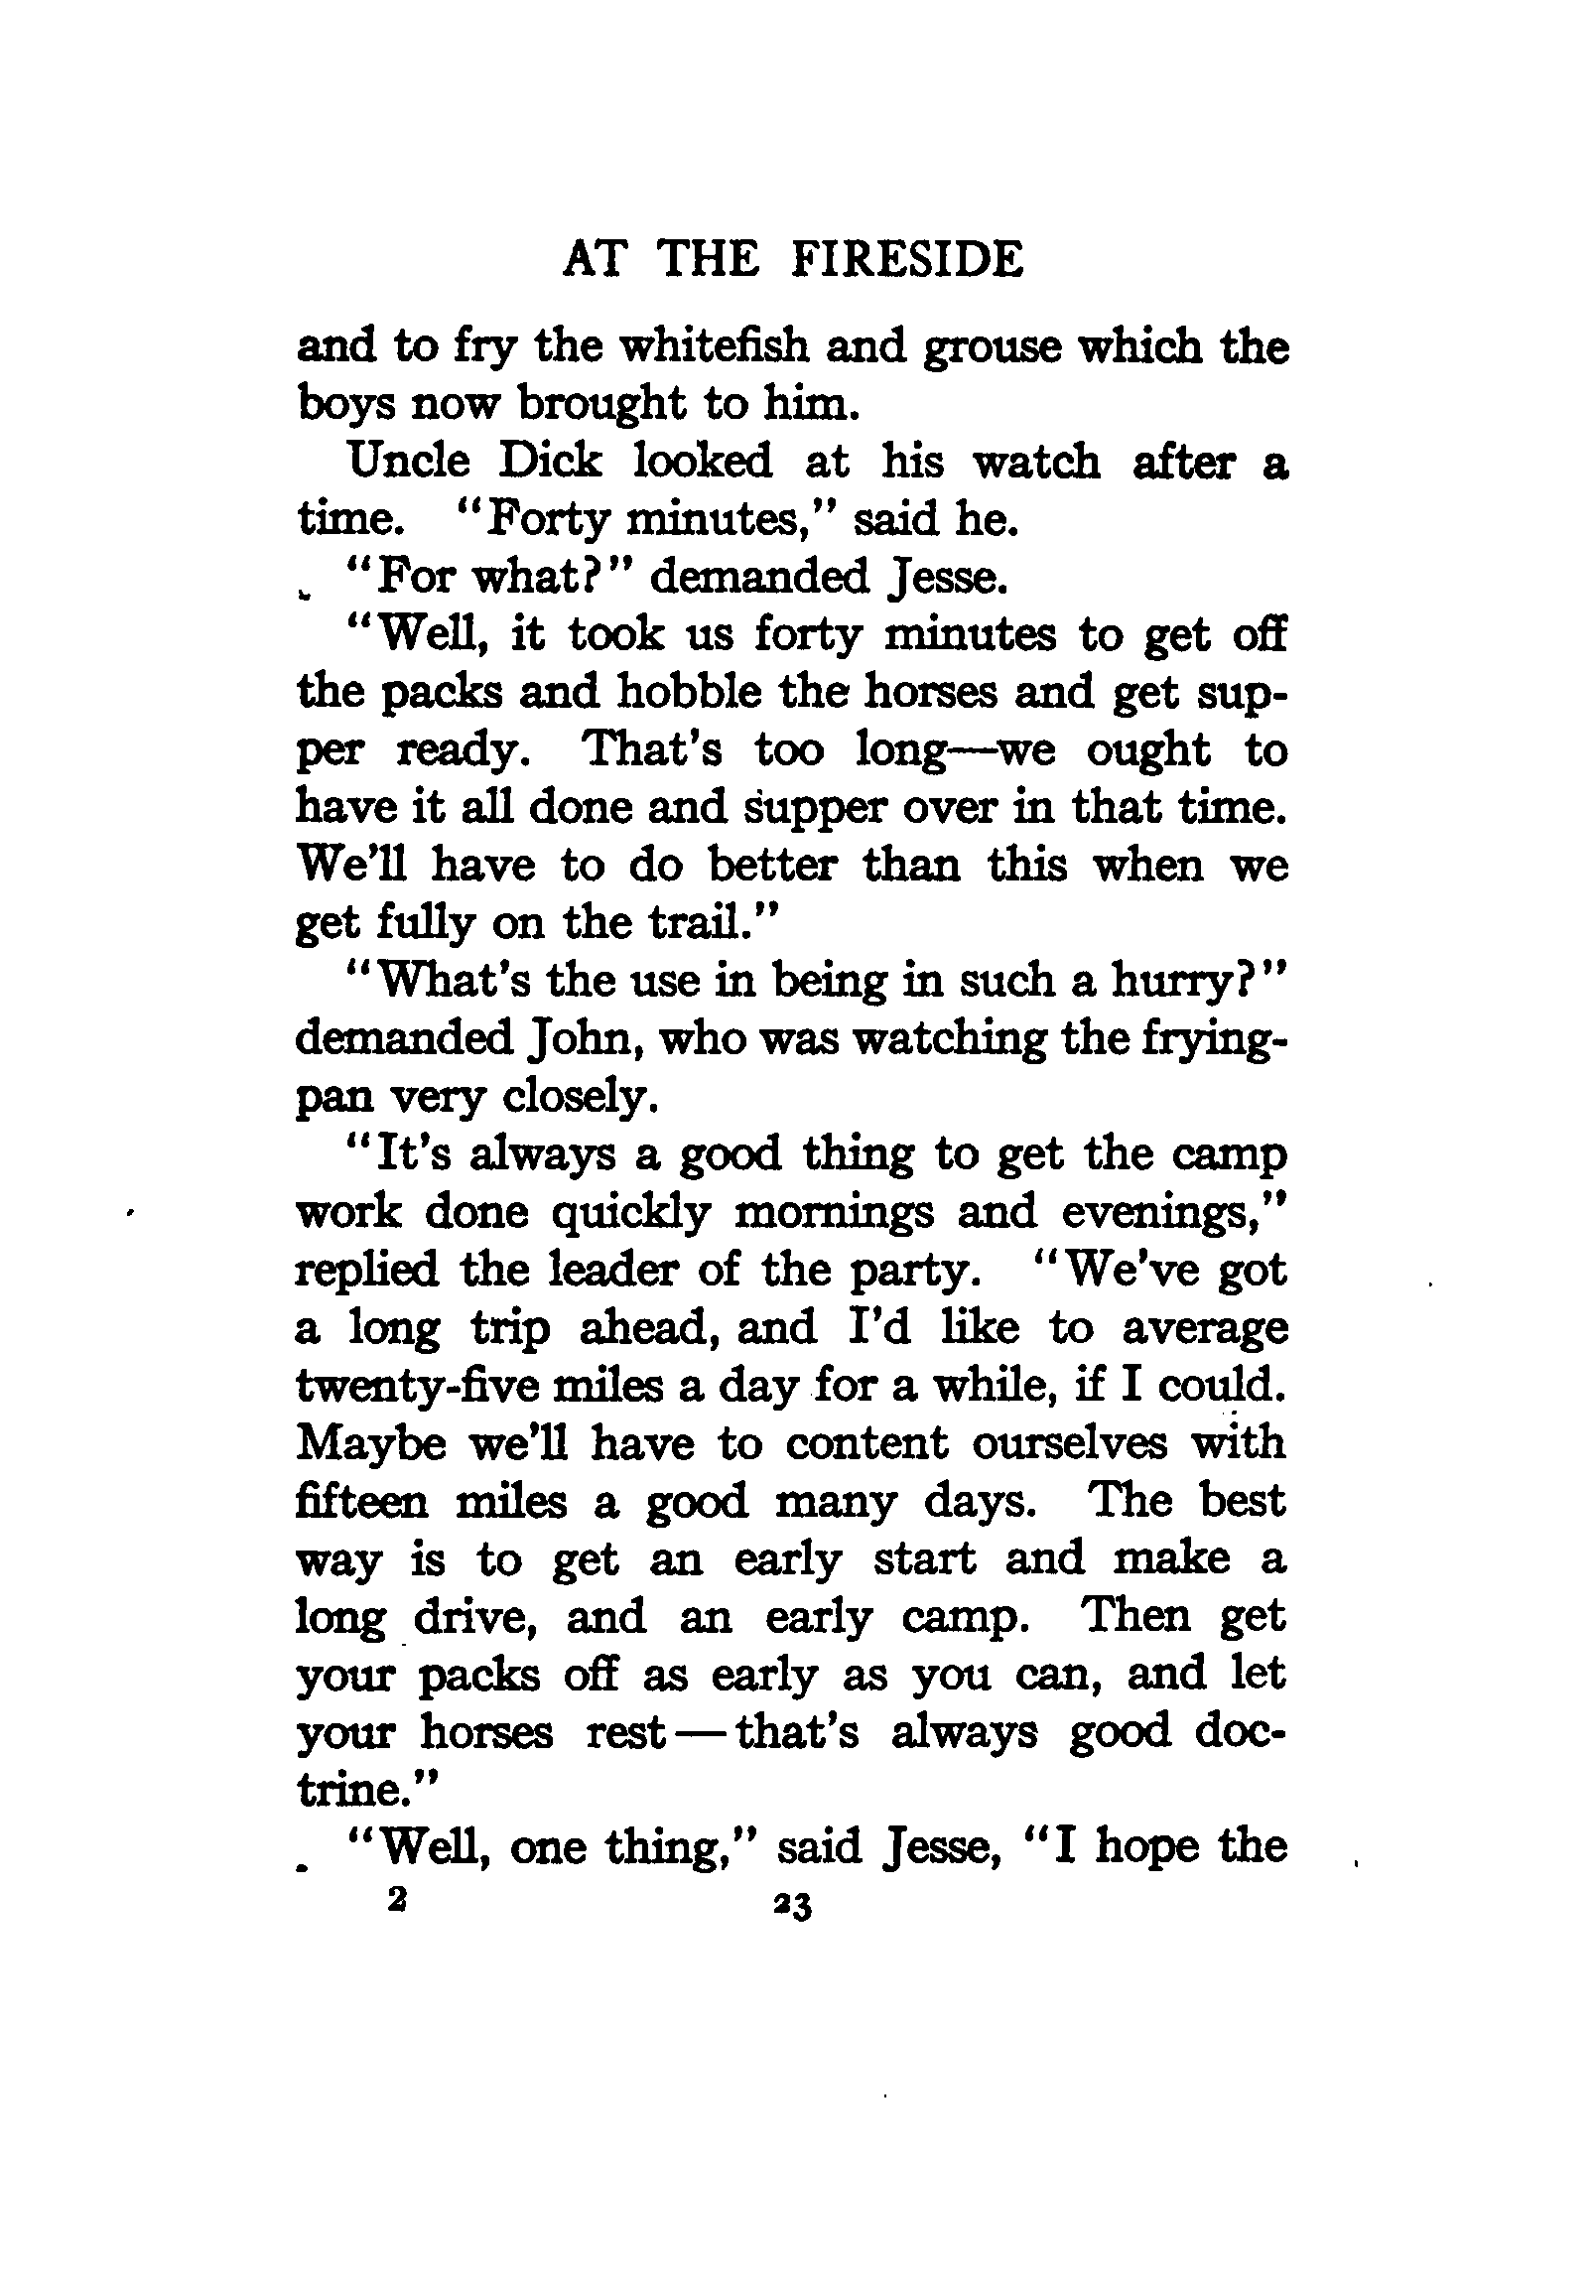 AT THE FIRESIDE
and to fry the whitefish and grouse which the
boys now brought to him.
Uncle Dick looked at his watch after a
time. "Forty minutes," said he.
"For what?" demanded Jesse.
"Well, it took us forty minutes to get off
the packs and hobble the horses and get sup-
per ready. That's too long—we ought to
have it all done and supper over in that time.
We'll have to do better than this when we
get fully on the trail."
"What's the use in being in such a hurry?"
demanded John, who was watching the frying-
pan very closely.
"It's always a good thing to get the camp
work done quickly mornings and evenings,"
replied the leader of the party. "We've got
a long trip ahead, and I'd like to average
twenty-five miles a day for a while, if I could.
Maybe we'll have to content ourselves with
fifteen miles a good many days. The best
way is to get an early start and make a
long drive, and an early camp. Then get
your packs off as early as you can, and let
your horses rest—that's always good doc-
trine."
"Well, one thing," said Jesse, "I hope the
2 23